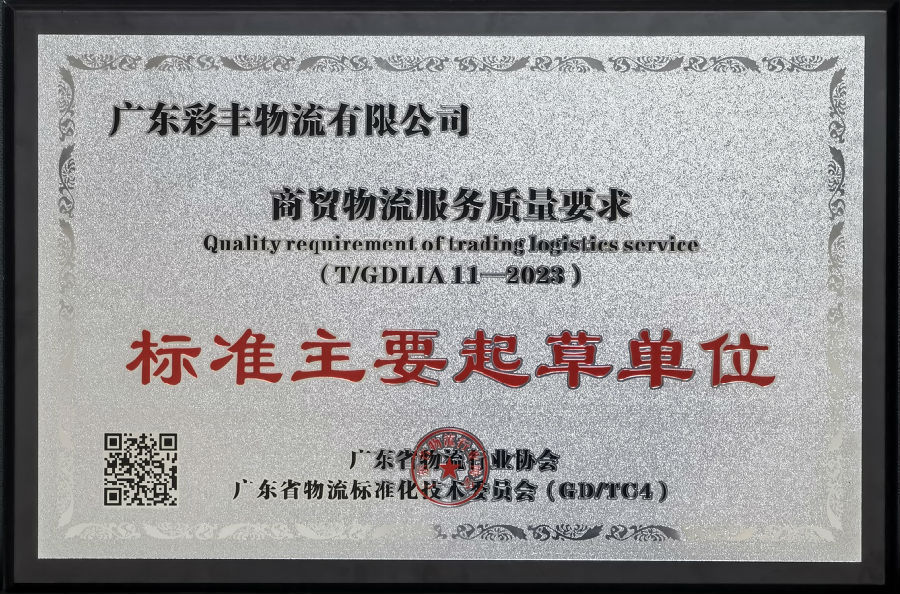 广东彩丰物流有限公司
商贸物流服务质量要求
Quality requirement of trading logistics service
（T/GDLIA 11—2023）
标准主要起草单位
广东省物流行业协会
广东省物流标准化技术委员会（GD/TC4）